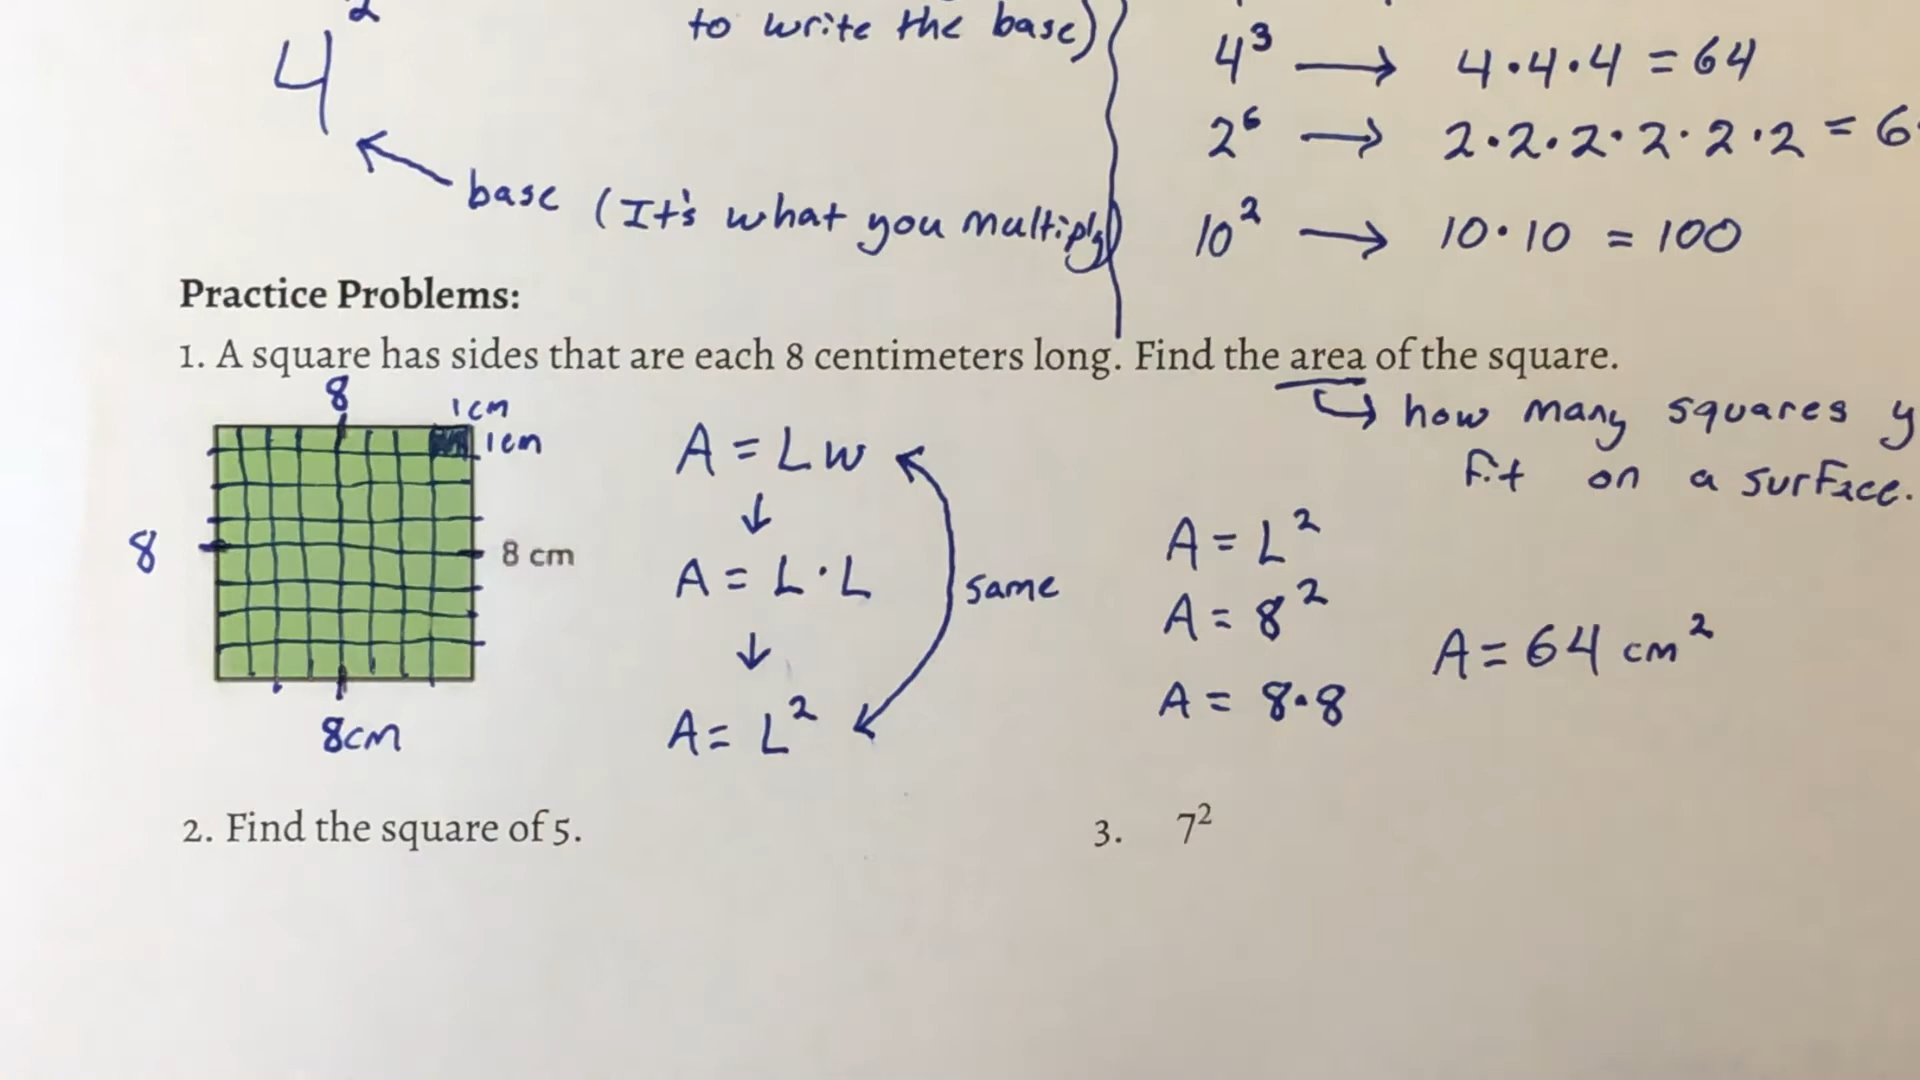 4²
to write the base)
base (It's what you multiply)
4³ → 4·4·4 = 64
2⁶ → 2·2·2·2·2·2 = 6
10² → 10·10 = 100
Practice Problems:
1. A square has sides that are each 8 centimeters long. Find the area of the square.
how many squares y
fit on a surface.
8
1cm
1cm
8
8 cm
8cm
A = Lw
↓
A = L·L
↓
A = L²
same
A = L²
A = 8²
A = 8·8
A = 64 cm²
2. Find the square of 5.
3. 7²